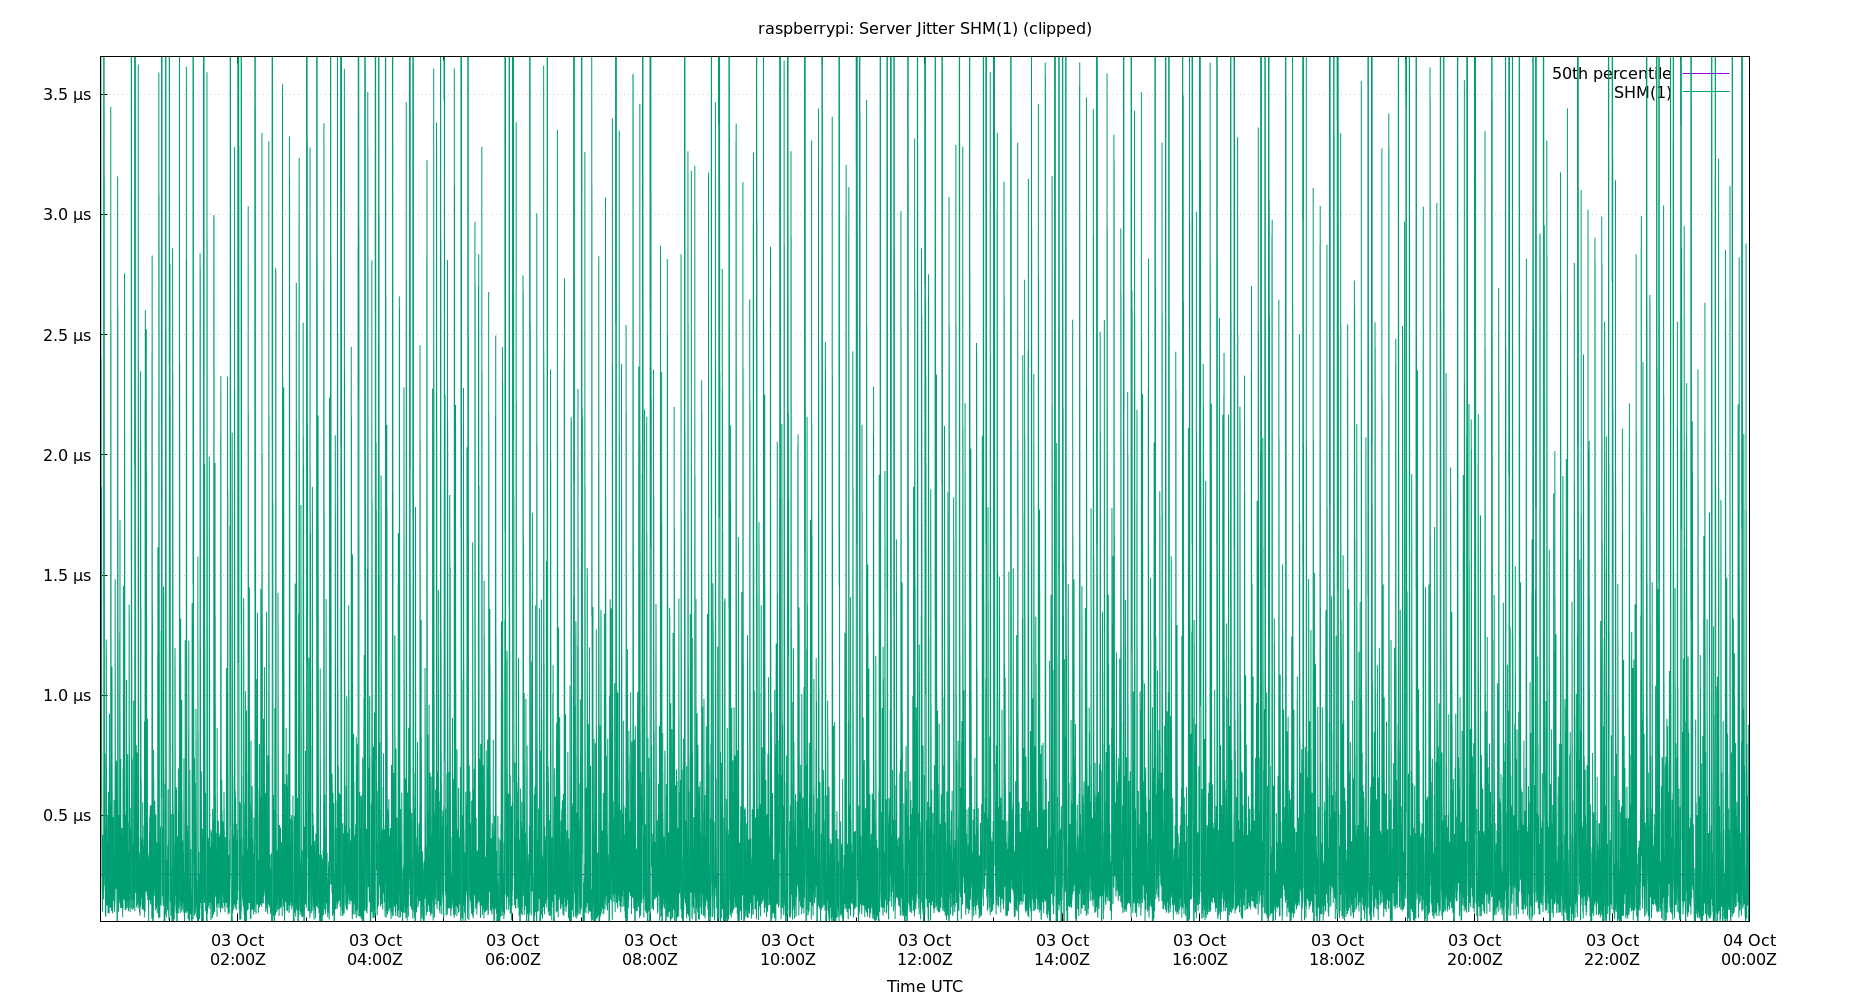 raspberrypi: Server Jitter SHM(1) (clipped)
50th percentile
SHM(1)
3.5 µs
3.0 µs
2.5 µs
2.0 µs
1.5 µs
1.0 µs
0.5 µs
03 Oct 03 Oct 03 Oct 03 Oct 03 Oct 03 Oct 03 Oct 03 Oct 03 Oct 03 Oct 03 Oct 04 Oct
02:00Z 04:00Z 06:00Z 08:00Z 10:00Z 12:00Z 14:00Z 16:00Z 18:00Z 20:00Z 22:00Z 00:00Z
Time UTC